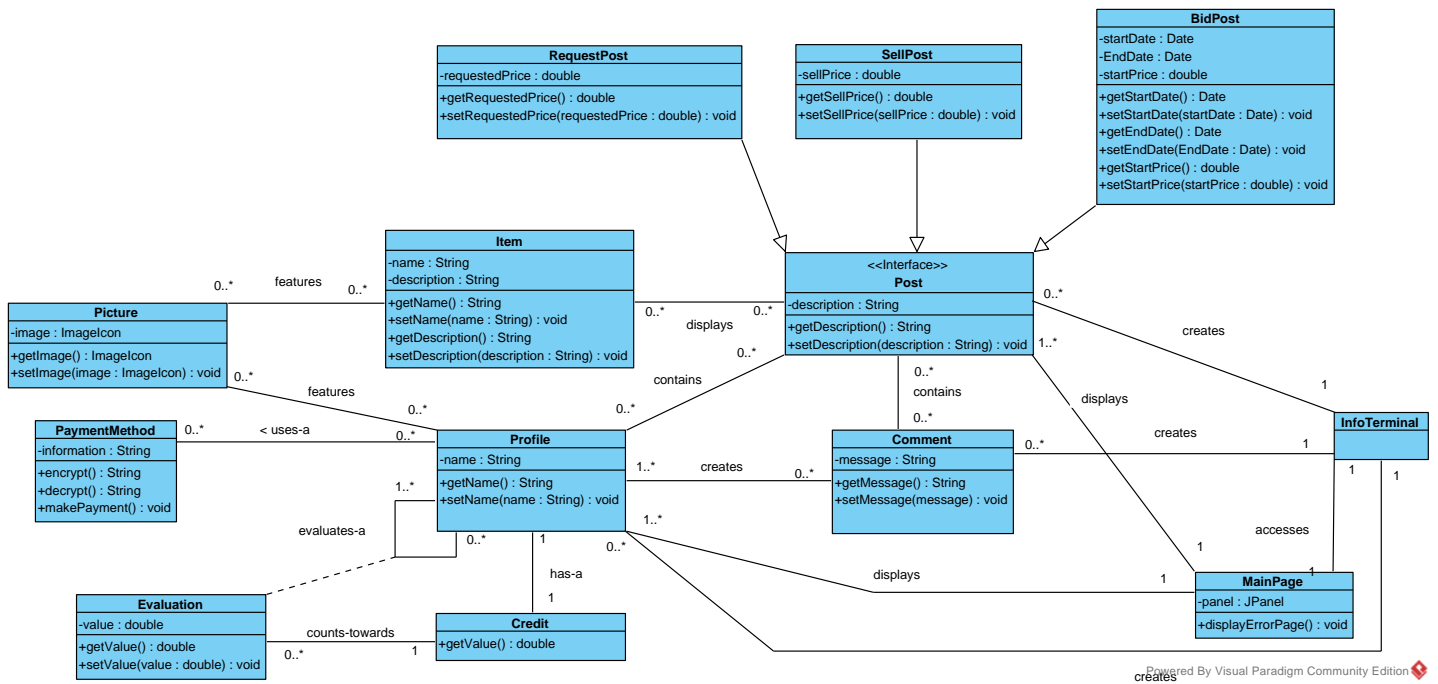 BidPost
-startDate : Date
-EndDate : Date
-startPrice : double
+getStartDate() : Date
+setStartDate(startDate : Date) : void
+getEndDate() : Date
+setEndDate(EndDate : Date) : void
+getStartPrice() : double
+setStartPrice(startPrice : double) : void
RequestPost
-requestedPrice : double
+getRequestedPrice() : double
+setRequestedPrice(requestedPrice : double) : void
SellPost
-sellPrice : double
+getSellPrice() : double
+setSellPrice(sellPrice : double) : void
Item
-name : String
-description : String
+getName() : String
+setName(name : String) : void
+getDescription() : String
+setDescription(description : String) : void
<<Interface>>
Post
-description : String
+getDescription() : String
+setDescription(description : String) : void
0..*
features
0..*
Picture
-image : ImageIcon
+getImage() : ImageIcon
+setImage(image : ImageIcon) : void
0..*
displays
0..*
0..*
creates
1
0..*
features
0..*
0..*
contains
0..*
0..*
contains
0..*
1..*
displays
1
PaymentMethod
-information : String
+encrypt() : String
+decrypt() : String
+makePayment() : void
0..*
< uses-a
0..*
Profile
-name : String
+getName() : String
+setName(name : String) : void
1..*
creates
0..*
Comment
-message : String
+getMessage() : String
+setMessage(message) : void
0..*
creates
1
InfoTerminal
1
accesses
1
1
1..*
evaluates-a
0..*
1
has-a
1
1..*
displays
1
0..*
creates
Evaluation
-value : double
+getValue() : double
+setValue(value : double) : void
0..*
counts-towards
1
Credit
+getValue() : double
MainPage
-panel : JPanel
+displayErrorPage() : void
Powered By Visual Paradigm Community Edition